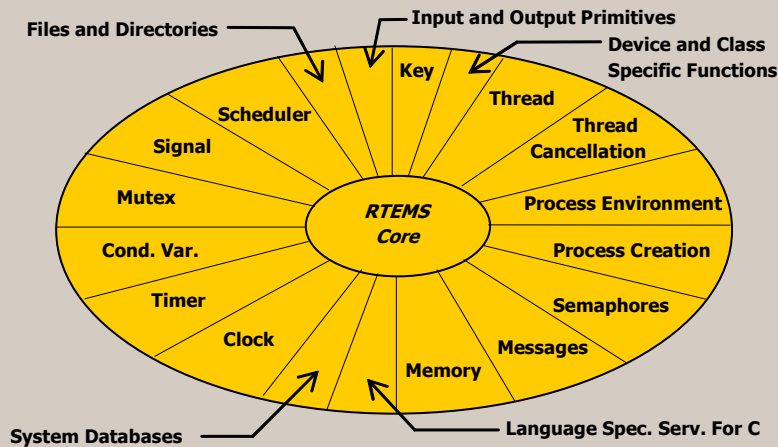 Input and Output Primitives
Files and Directories
Device and Class
Specific Functions
Key
Thread
Scheduler
Thread
Cancellation
Signal
Mutex
Process Environment
RTEMS
Core
Cond. Var.
Process Creation
Timer
Semaphores
Clock
Messages
Memory
System Databases
Language Spec. Serv. For C